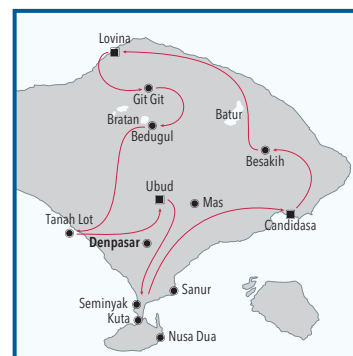 Lovina
Git Git
Bratan
Batur
Bedugul
Besakih
Ubud
Mas
Tanah Lot
Candidasa
Denpasar
Sanur
Seminyak
Kuta
Nusa Dua